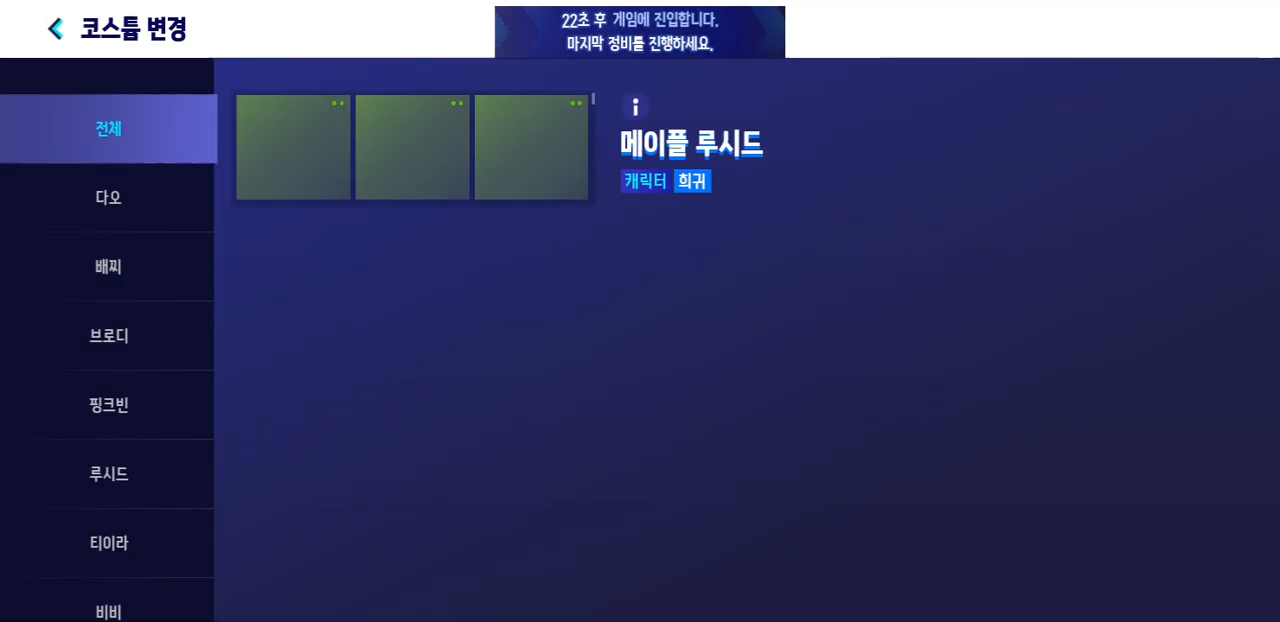 코스튬 변경
22초 후 게임에 진입합니다.
마지막 정비를 진행하세요.
전체
다오
배찌
브로디
핑크빈
루시드
티이라
비비
메이플 루시드
캐릭터 희귀